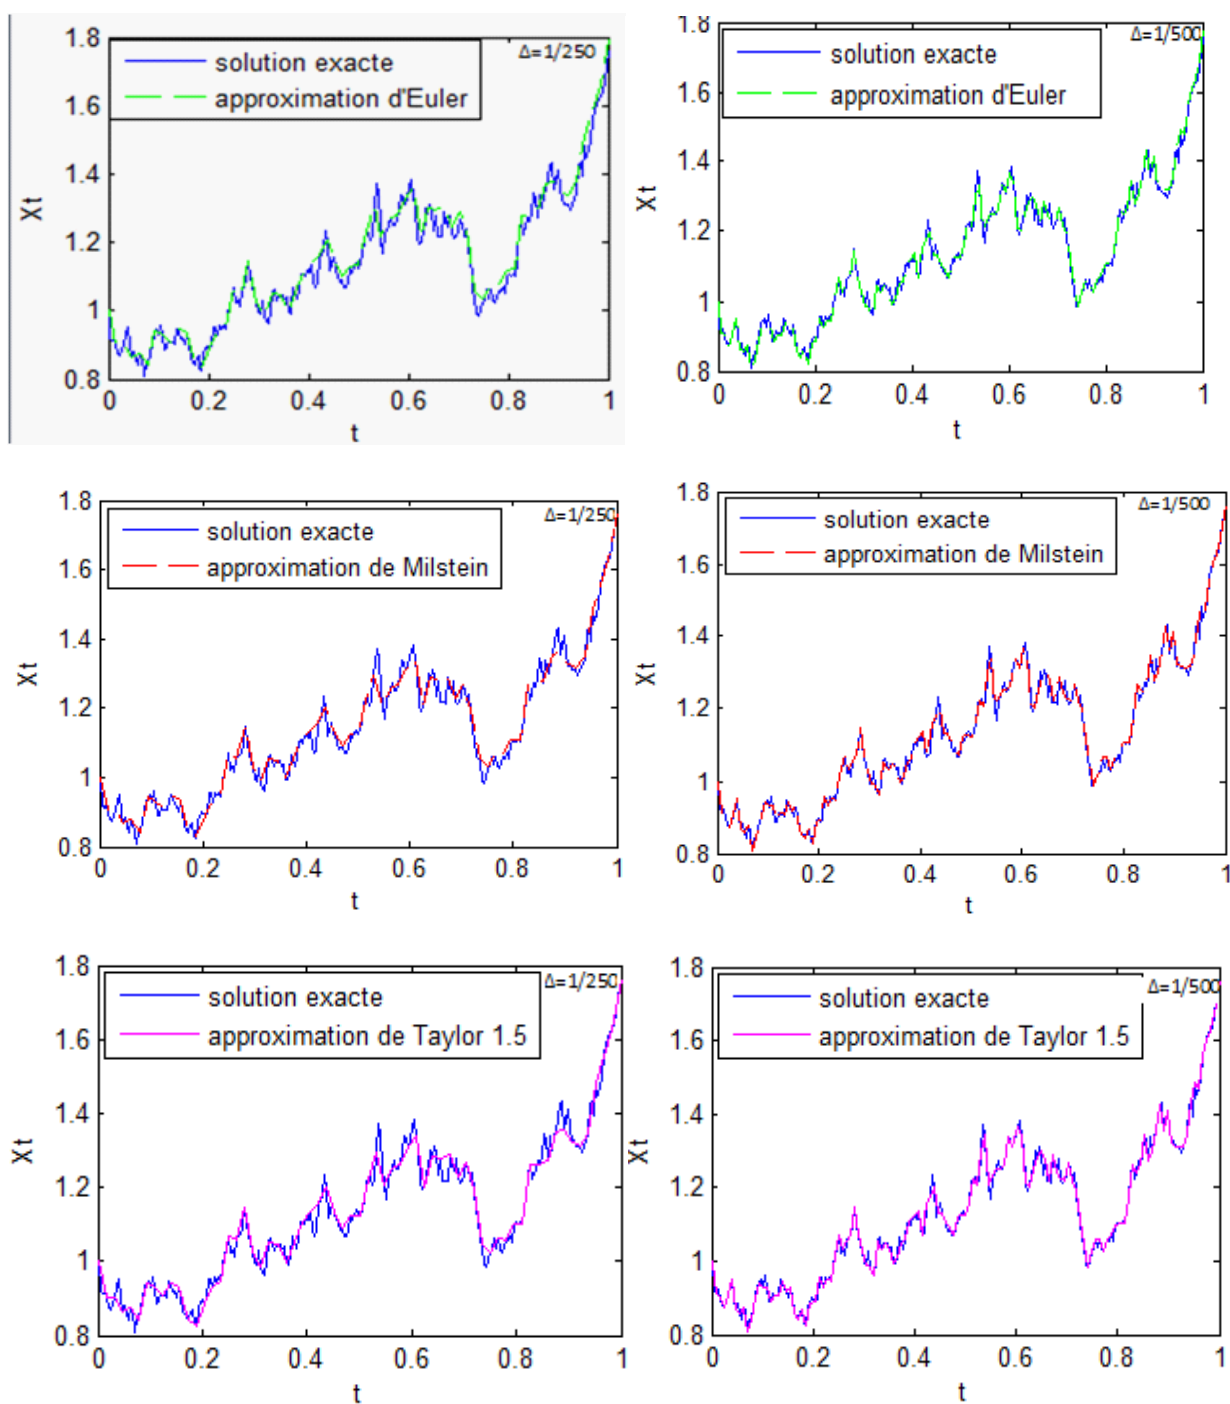 1.8
Δ=1/250
solution exacte
approximation d'Euler
1.6
1.4
Xt
1.2
1
0.8
0 0.2 0.4 0.6 0.8 1
t
1.8
Δ=1/500
solution exacte
approximation d'Euler
1.6
1.4
Xt
1.2
1
0.8
0 0.2 0.4 0.6 0.8 1
t
1.8
Δ=1/250
solution exacte
approximation de Milstein
1.6
1.4
Xt
1.2
1
0.8
0 0.2 0.4 0.6 0.8 1
t
1.8
Δ=1/500
solution exacte
approximation de Milstein
1.6
1.4
Xt
1.2
1
0.8
0 0.2 0.4 0.6 0.8 1
t
1.8
Δ=1/250
solution exacte
approximation de Taylor 1.5
1.6
1.4
Xt
1.2
1
0.8
0 0.2 0.4 0.6 0.8 1
t
1.8
Δ=1/500
solution exacte
approximation de Taylor 1.5
1.6
1.4
Xt
1.2
1
0.8
0 0.2 0.4 0.6 0.8 1
t